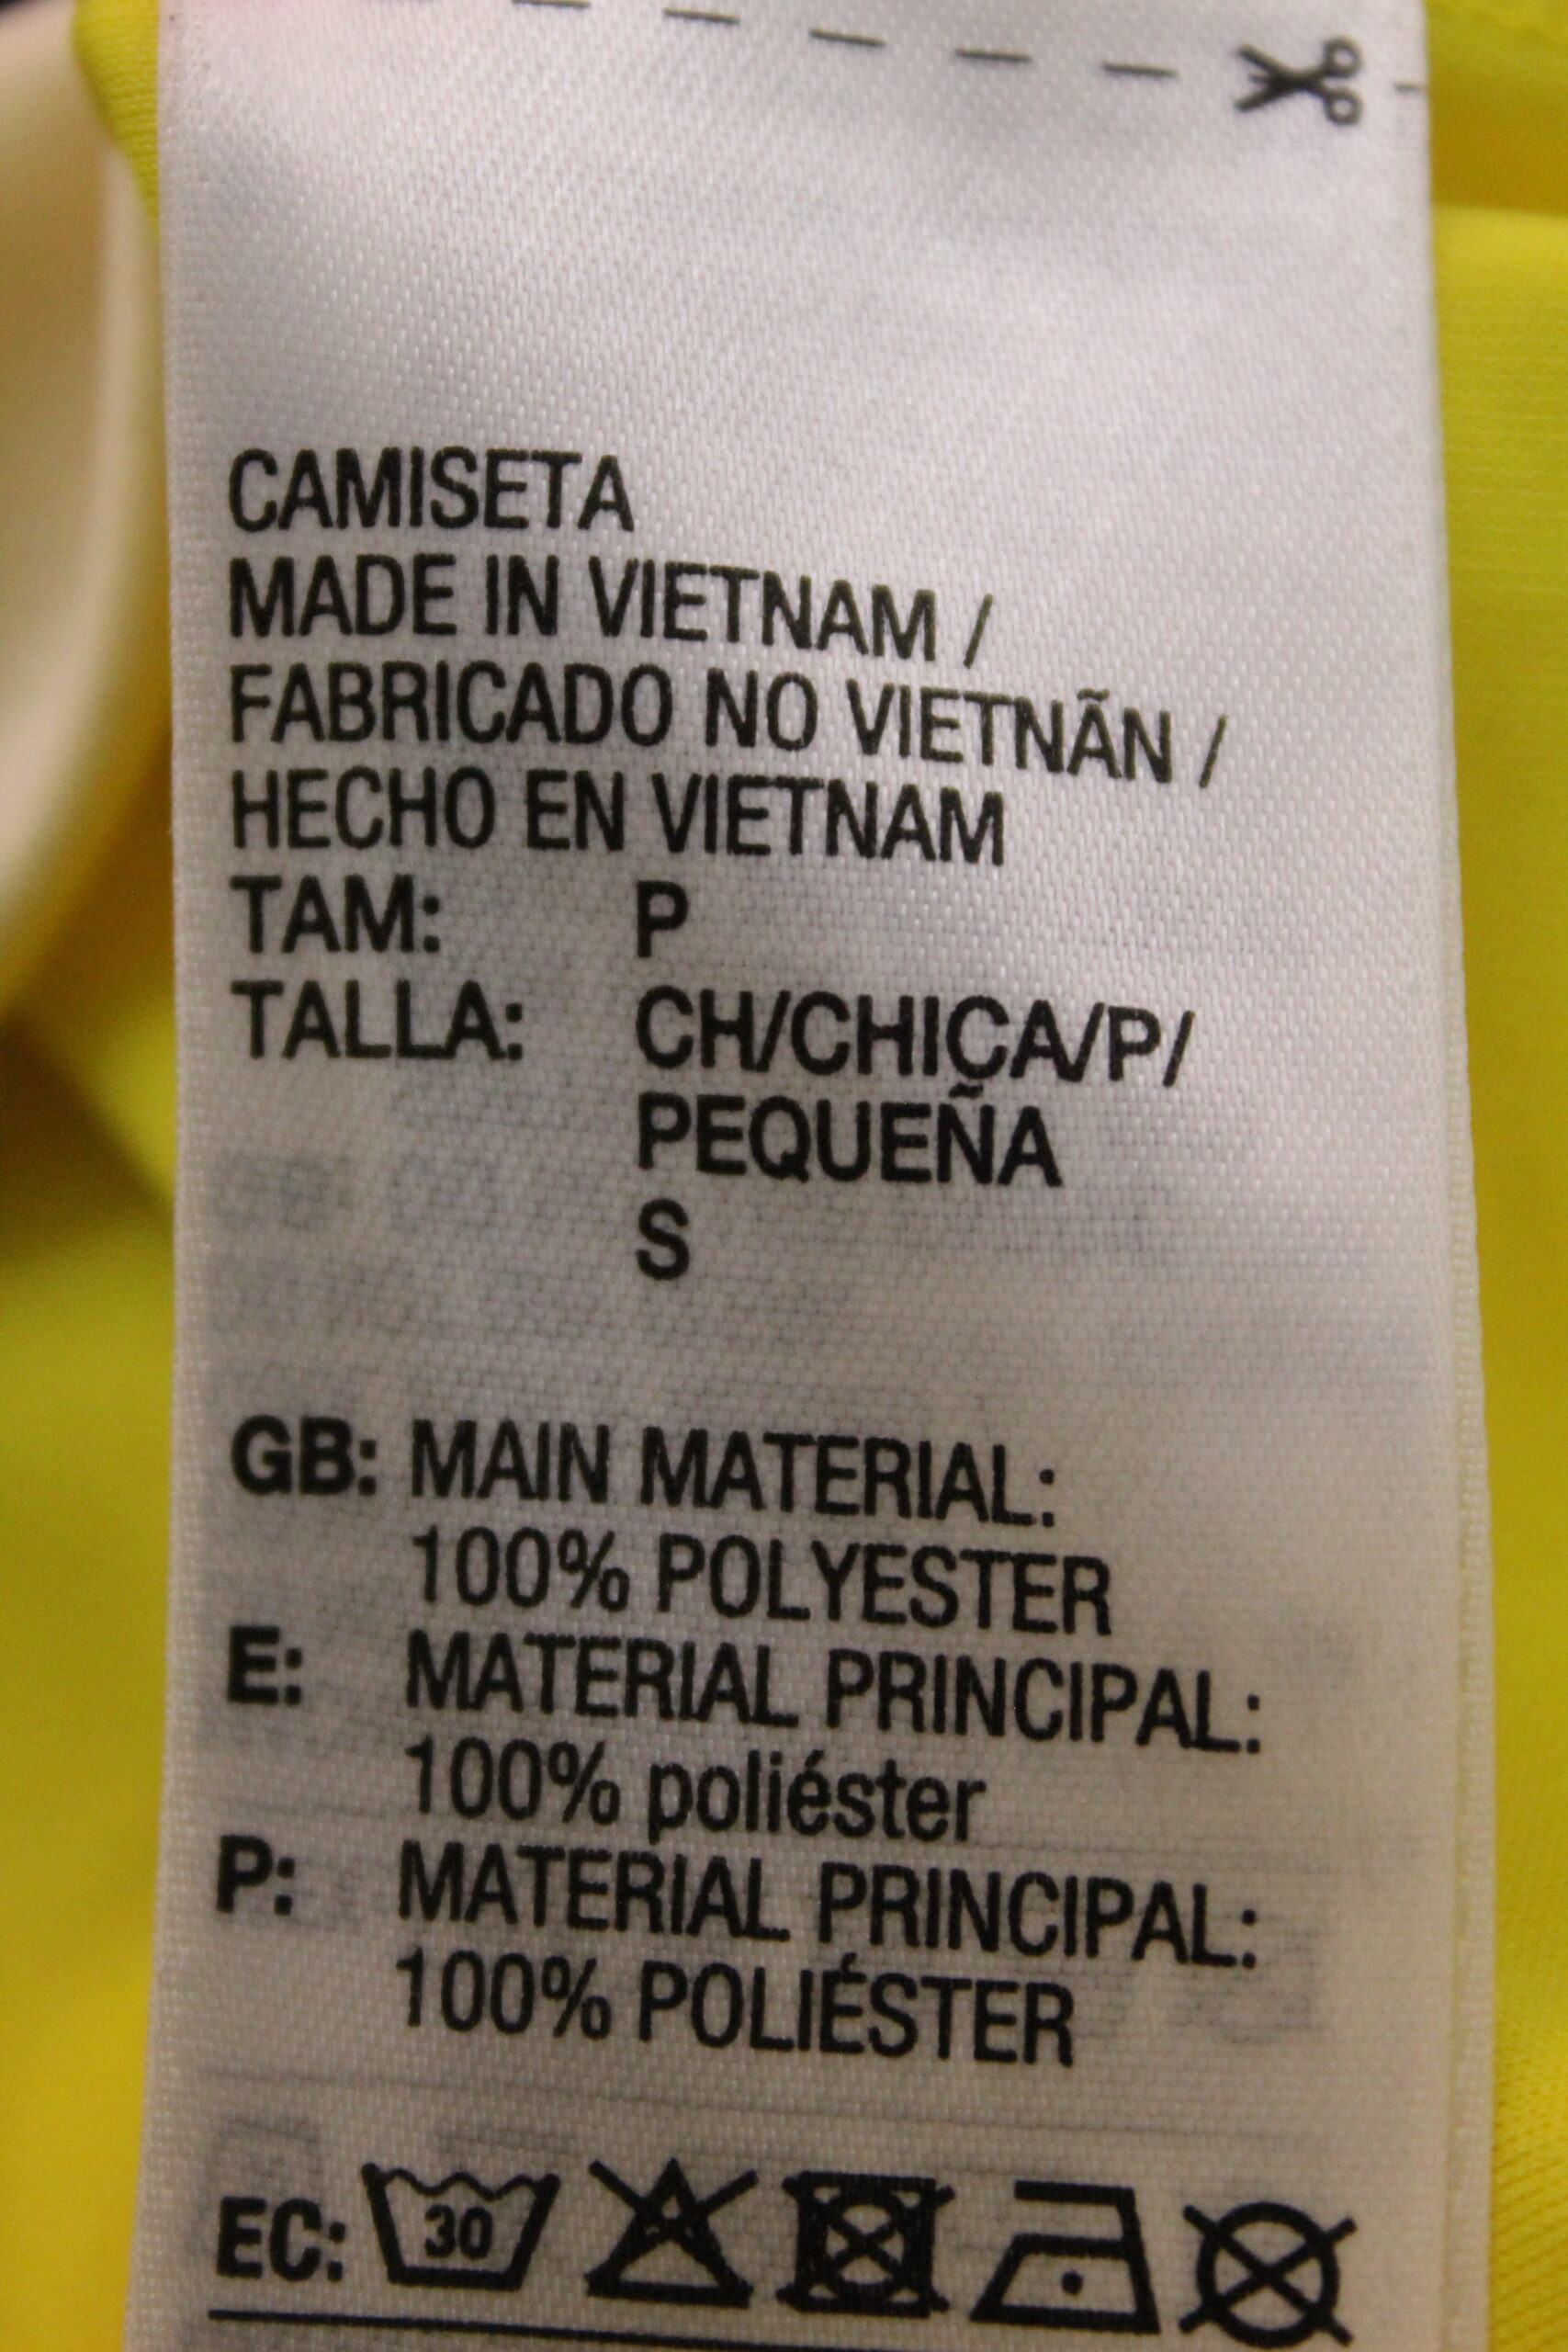 CAMISETA
MADE IN VIETNAM /
FABRICADO NO VIETNÃN /
HECHO EN VIETNAM
TAM: P
TALLA: CH/CHICA/P/
PEQUEÑA
S
GB: MAIN MATERIAL:
100% POLYESTER
E: MATERIAL PRINCIPAL:
100% poliéster
P: MATERIAL PRINCIPAL:
100% POLIÉSTER
EC: 30